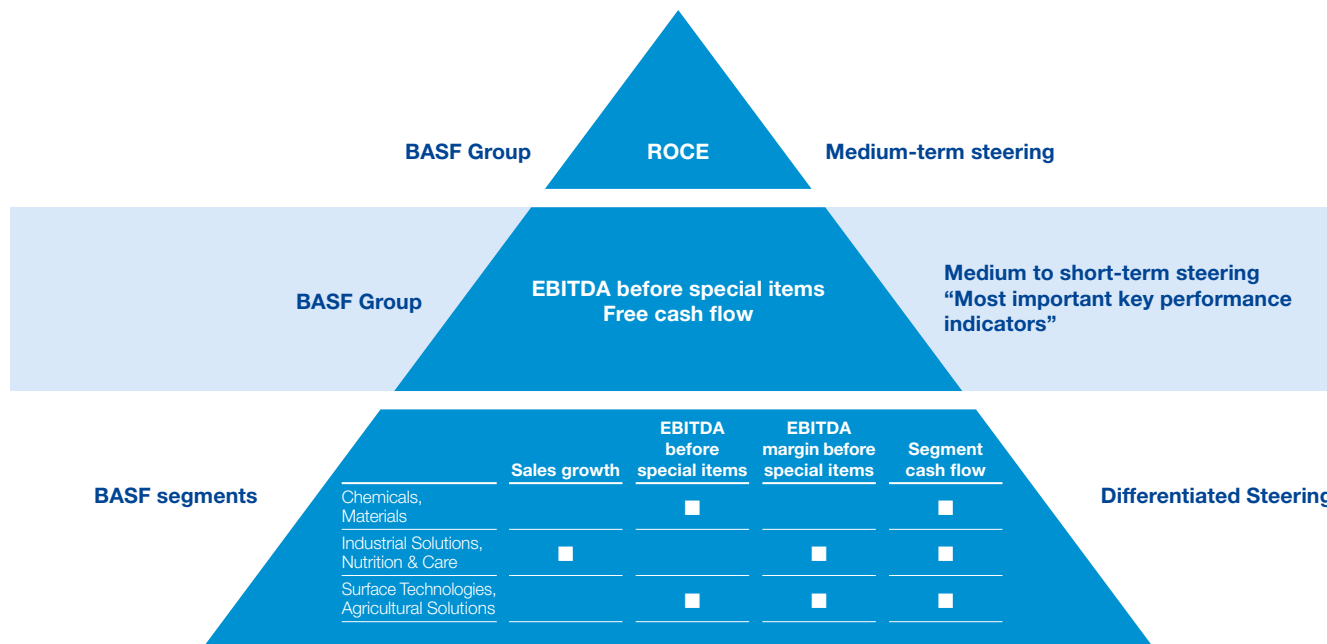 BASF Group
ROCE
Medium-term steering
BASF Group
EBITDA before special items
Free cash flow
Medium to short-term steering
“Most important key performance
indicators”
BASF segments
Sales growth
EBITDA
before
special items
EBITDA
margin before
special items
Segment
cash flow
Chemicals,
Materials
Industrial Solutions,
Nutrition & Care
Surface Technologies,
Agricultural Solutions
Differentiated Steering